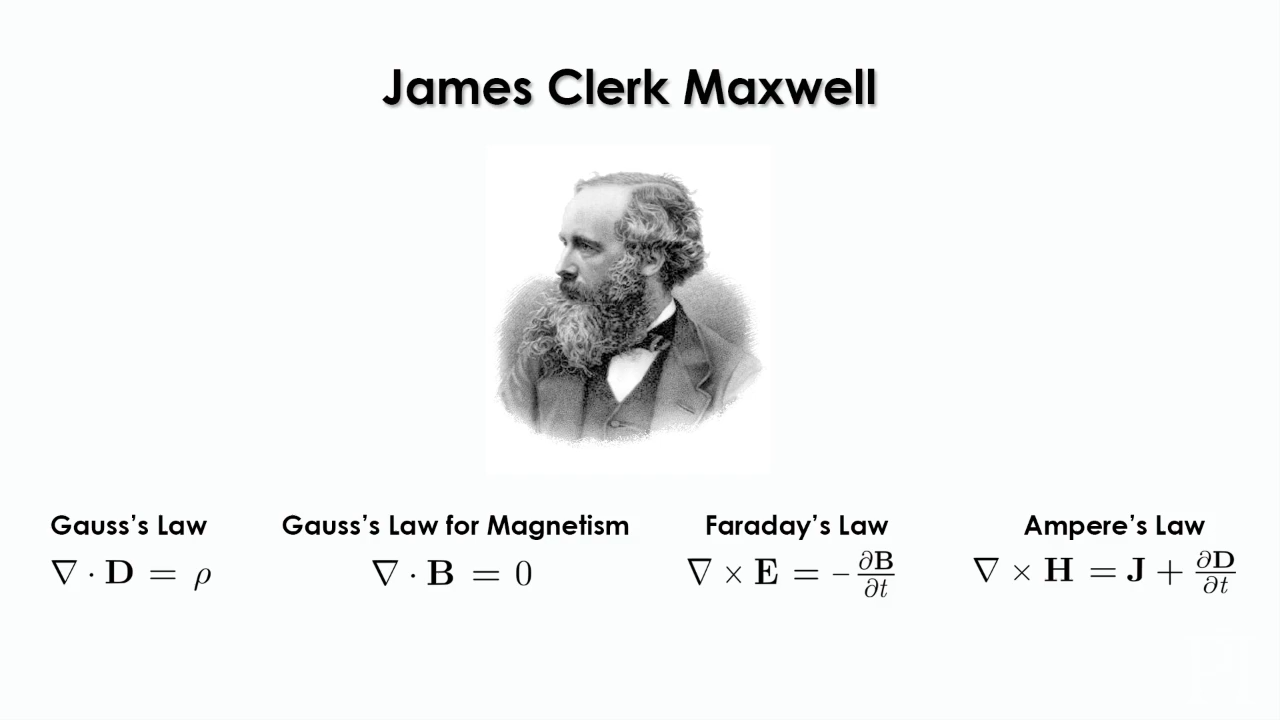 James Clerk Maxwell
Gauss's Law
∇ · D = ρ
Gauss's Law for Magnetism
∇ · B = 0
Faraday's Law
∇ × E = − ∂B/∂t
Ampere's Law
∇ × H = J + ∂D/∂t